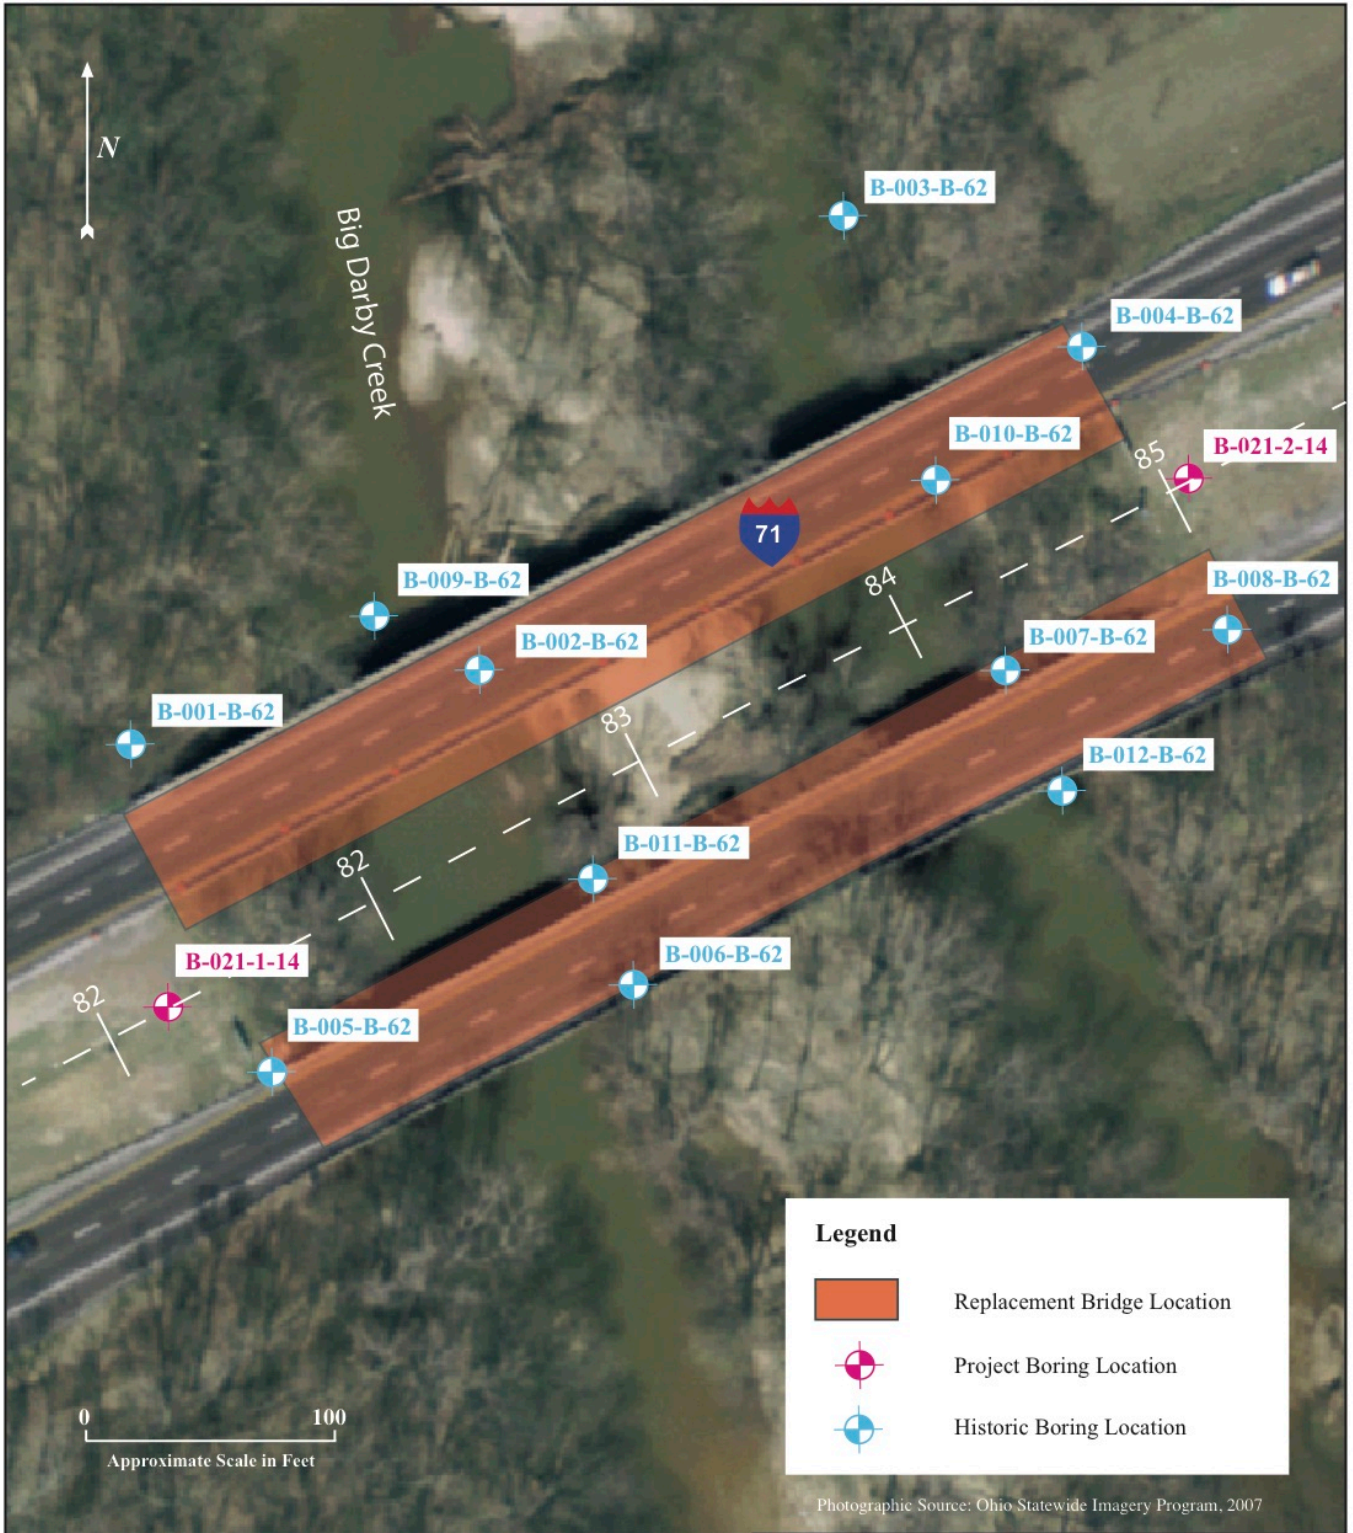 B-003-B-62
N
Big Darby Creek
B-004-B-62
B-010-B-62
85
B-021-2-14
71
B-009-B-62
84
B-008-B-62
B-002-B-62
B-007-B-62
B-001-B-62
83
B-012-B-62
B-011-B-62
82
B-021-1-14
B-006-B-62
82
B-005-B-62
Legend
Replacement Bridge Location
Project Boring Location
Historic Boring Location
0 100
Approximate Scale in Feet
Photographic Source: Ohio Statewide Imagery Program, 2007